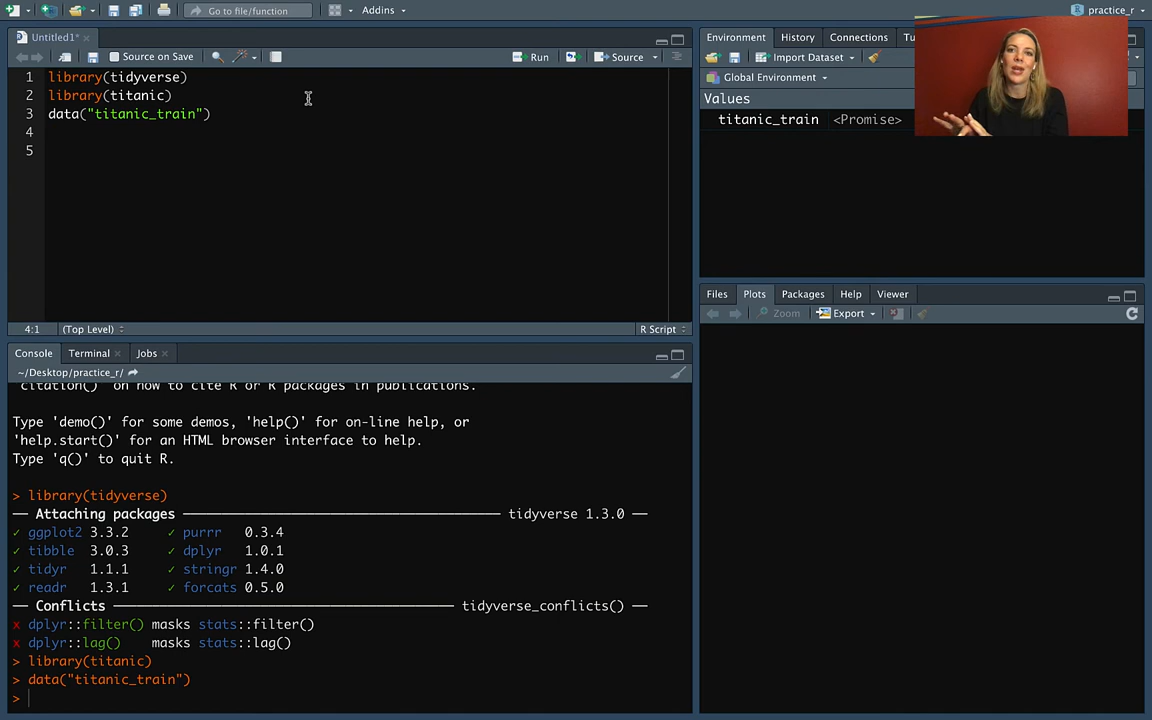 Go to file/function
Addins
practice_r
Untitled1*
Source on Save
Run
Source
1 library(tidyverse)
2 library(titanic)
3 data("titanic_train")
4
5
4:1 (Top Level)
R Script
Console Terminal Jobs
~/Desktop/practice_r/
'citation()' on how to cite R or R packages in publications.
Type 'demo()' for some demos, 'help()' for on-line help, or
'help.start()' for an HTML browser interface to help.
Type 'q()' to quit R.
> library(tidyverse)
── Attaching packages ── tidyverse 1.3.0 ──
✓ ggplot2 3.3.2 ✓ purrr 0.3.4
✓ tibble 3.0.3 ✓ dplyr 1.0.1
✓ tidyr 1.1.1 ✓ stringr 1.4.0
✓ readr 1.3.1 ✓ forcats 0.5.0
── Conflicts ── tidyverse_conflicts() ──
x dplyr::filter() masks stats::filter()
x dplyr::lag() masks stats::lag()
> library(titanic)
> data("titanic_train")
>
Environment History Connections Tu
Import Dataset
Global Environment
Values
titanic_train <Promise>
Files Plots Packages Help Viewer
Zoom Export